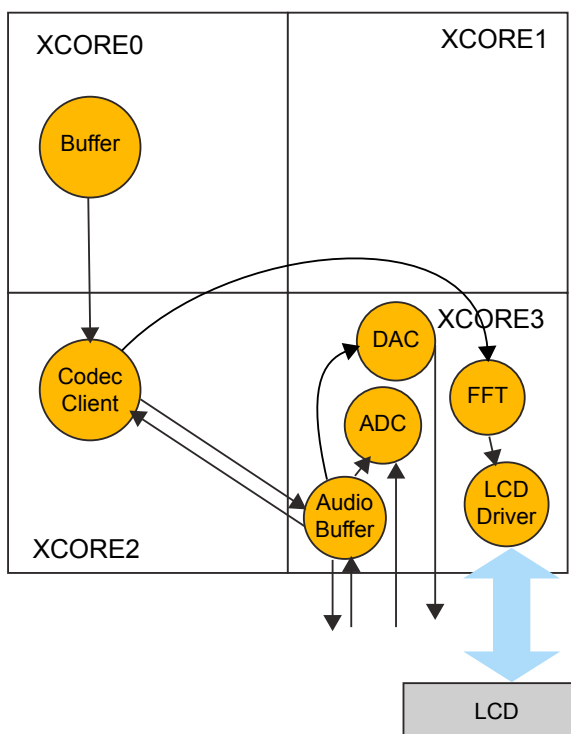 XCORE0
XCORE1
Buffer
XCORE3
DAC
Codec
Client
FFT
ADC
LCD
Driver
Audio
Buffer
XCORE2
LCD